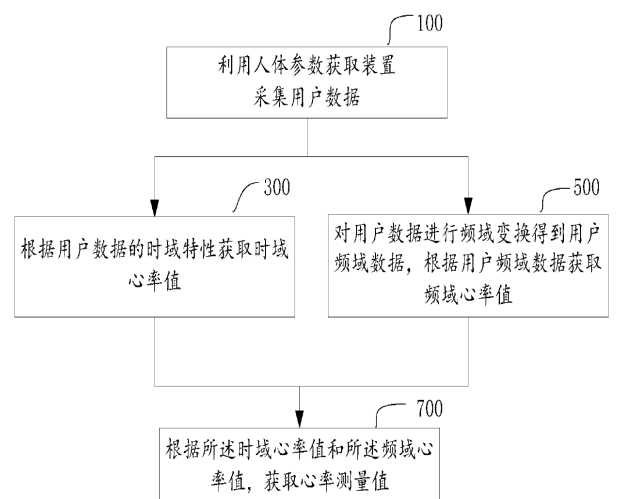 100
利用人体参数获取装置
采集用户数据
300
根据用户数据的时域特性获取时域
心率值
500
对用户数据进行频域变换得到用户
频域数据，根据用户频域数据获取
频域心率值
700
根据所述时域心率值和所述频域心
率值，获取心率测量值